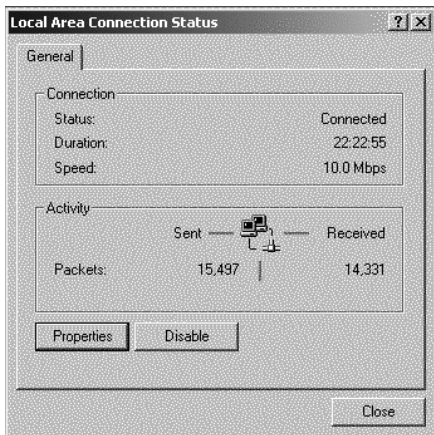 Local Area Connection Status
General
Connection
Status: Connected
Duration: 22:22:55
Speed: 10.0 Mbps
Activity
Sent Received
Packets: 15,497 14,331
Properties Disable
Close